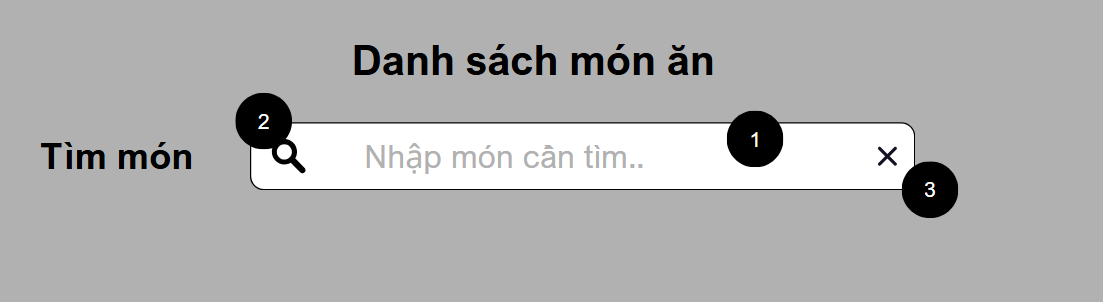 Danh sách món ăn
2
1
Tìm món
Nhập món cần tìm..
3